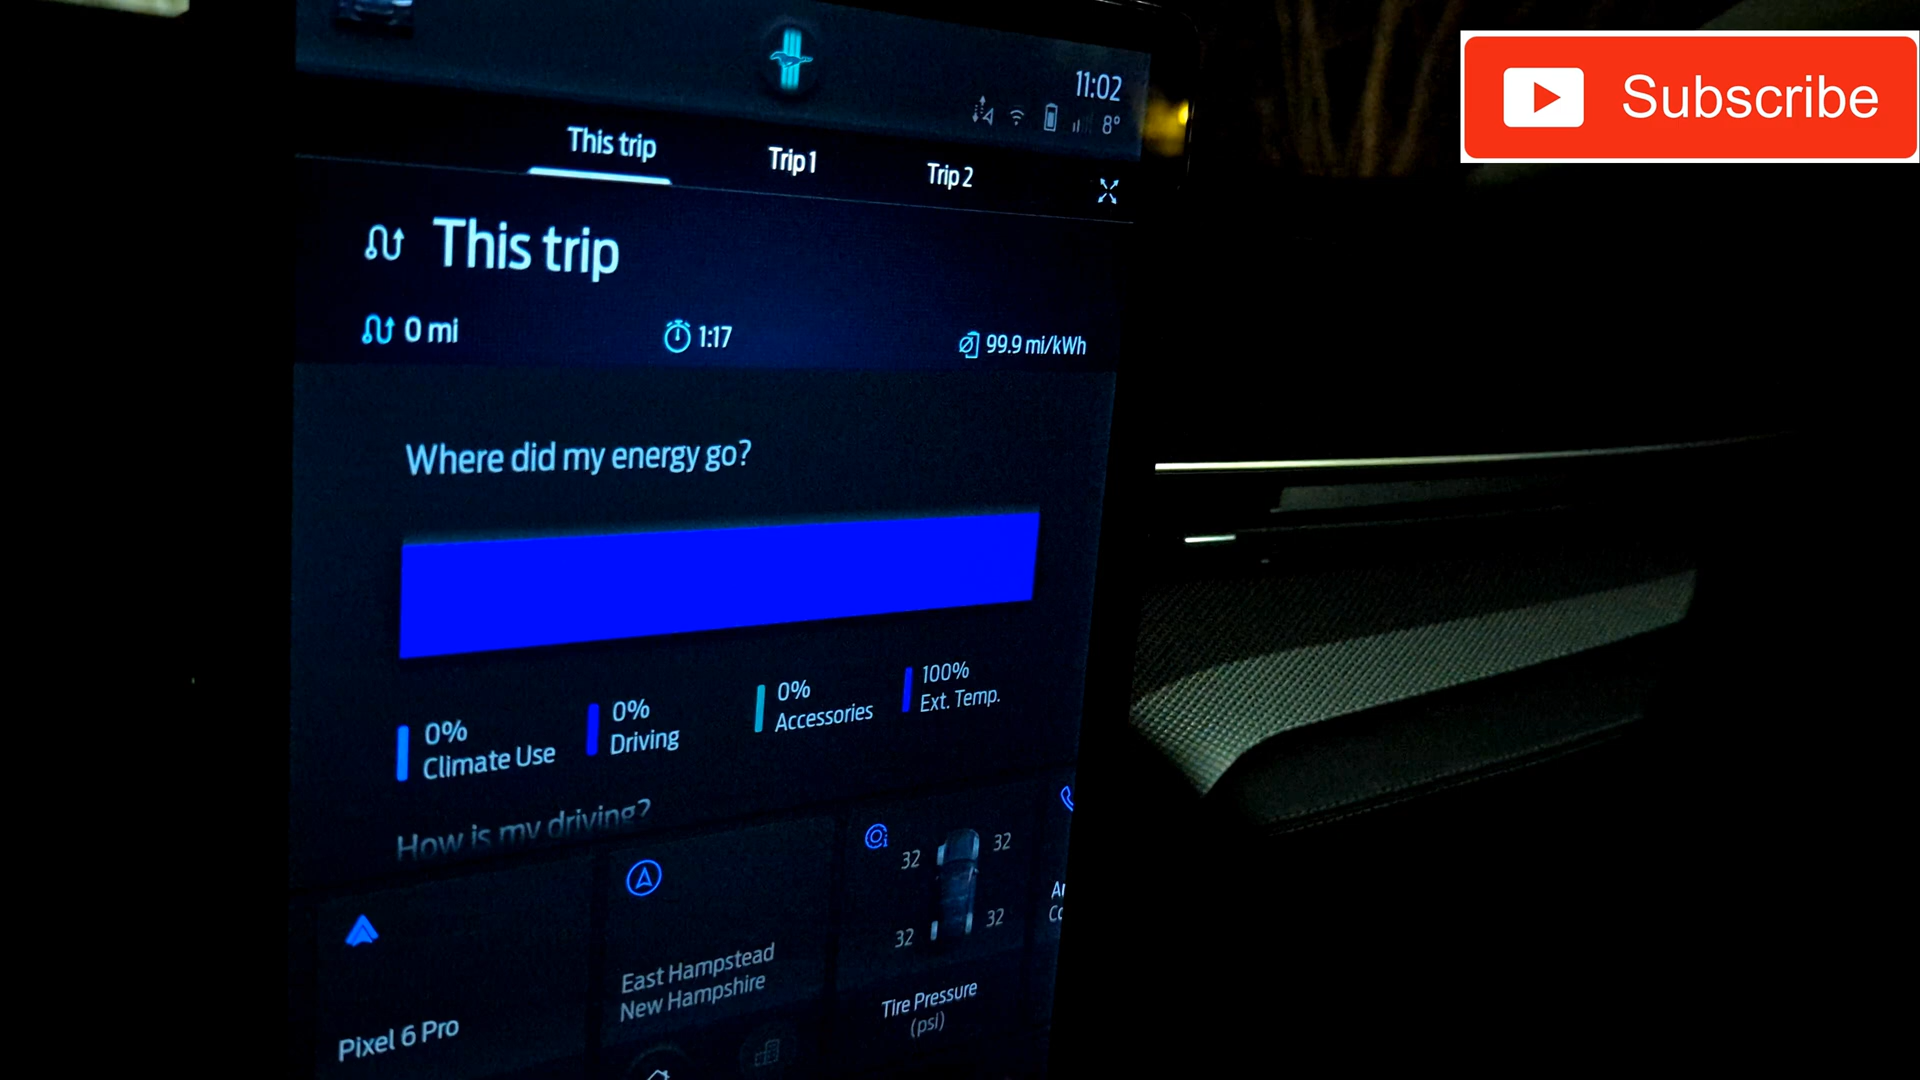 Subscribe
11:02
8°
This trip
Trip 1
Trip 2
This trip
0 mi
1:17
99.9 mi/kWh
Where did my energy go?
0%
Climate Use
0%
Driving
0%
Accessories
100%
Ext. Temp.
How is my driving?
32
32
32
32
Tire Pressure
(psi)
East Hampstead
New Hampshire
Pixel 6 Pro